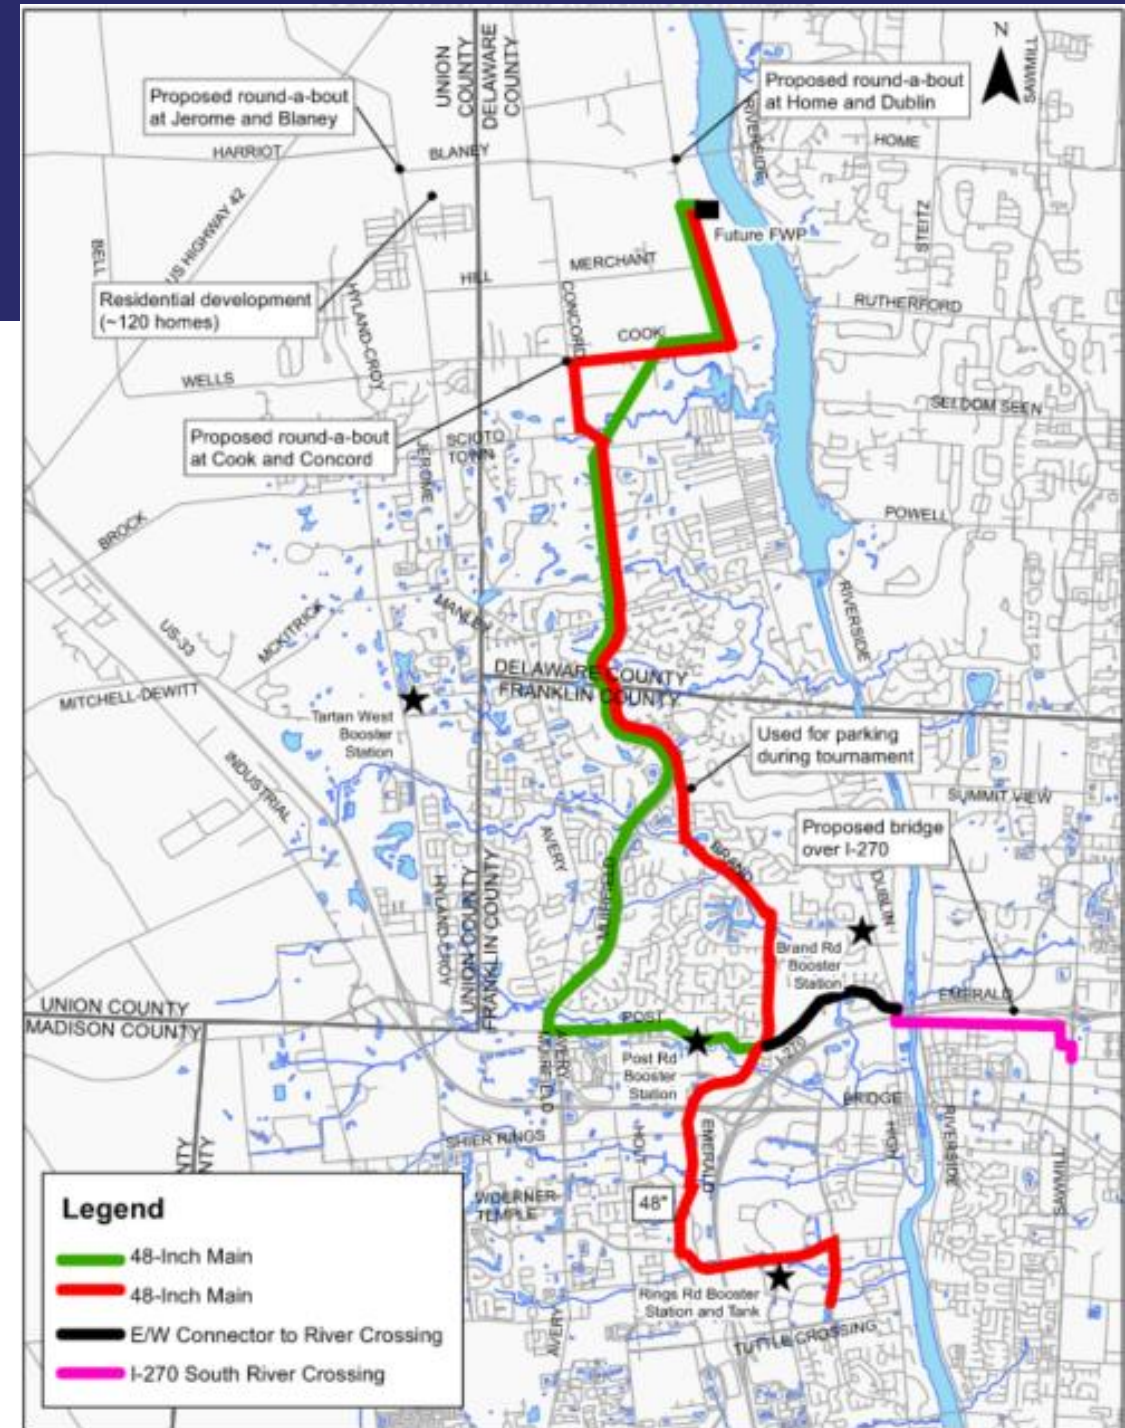 N
UNION
COUNTY
DELAWARE
COUNTY
SAWMILL
Proposed round-a-bout
at Jerome and Blaney
Proposed round-a-bout
at Home and Dublin
RIVERSIDE
HOME
HARRIOT
BLANEY
US HIGHWAY 42
BELL
STEITZ
Future FWP
MERCHANT
HILL
Residential development
(~120 homes)
HYLAND-CROY
CONCORD
RUTHERFORD
COOK
WELLS
SELDOM SEEN
Proposed round-a-bout
at Cook and Concord
SCIOTO
TOWN
JEROME
BROCK
POWELL
RIVERSIDE
MANLEY
MCKITRICK
US-33
DELAWARE COUNTY
FRANKLIN COUNTY
MITCHELL-DEWITT
Tartan West
Booster
Station
Used for parking
during tournament
INDUSTRIAL
SUMMIT VIEW
Proposed bridge
over I-270
AVERY
BRAND
MUIRFIELD
DUBLIN
HYLAND-CROY
UNION COUNTY
FRANKLIN COUNTY
Brand Rd
Booster
Station
EMERALD
UNION COUNTY
MADISON COUNTY
POST
I-270
AVERY
MUIRFIELD
Post Rd
Booster
Station
BRIDGE
SHIER RINGS
EMERALD
HIGH
RIVERSIDE
SAWMILL
NTY
NTY
WOERNER
TEMPLE
48"
Rings Rd Booster
Station and Tank
AVERY
TUTTLE CROSSING
Legend
48-Inch Main
48-Inch Main
E/W Connector to River Crossing
I-270 South River Crossing